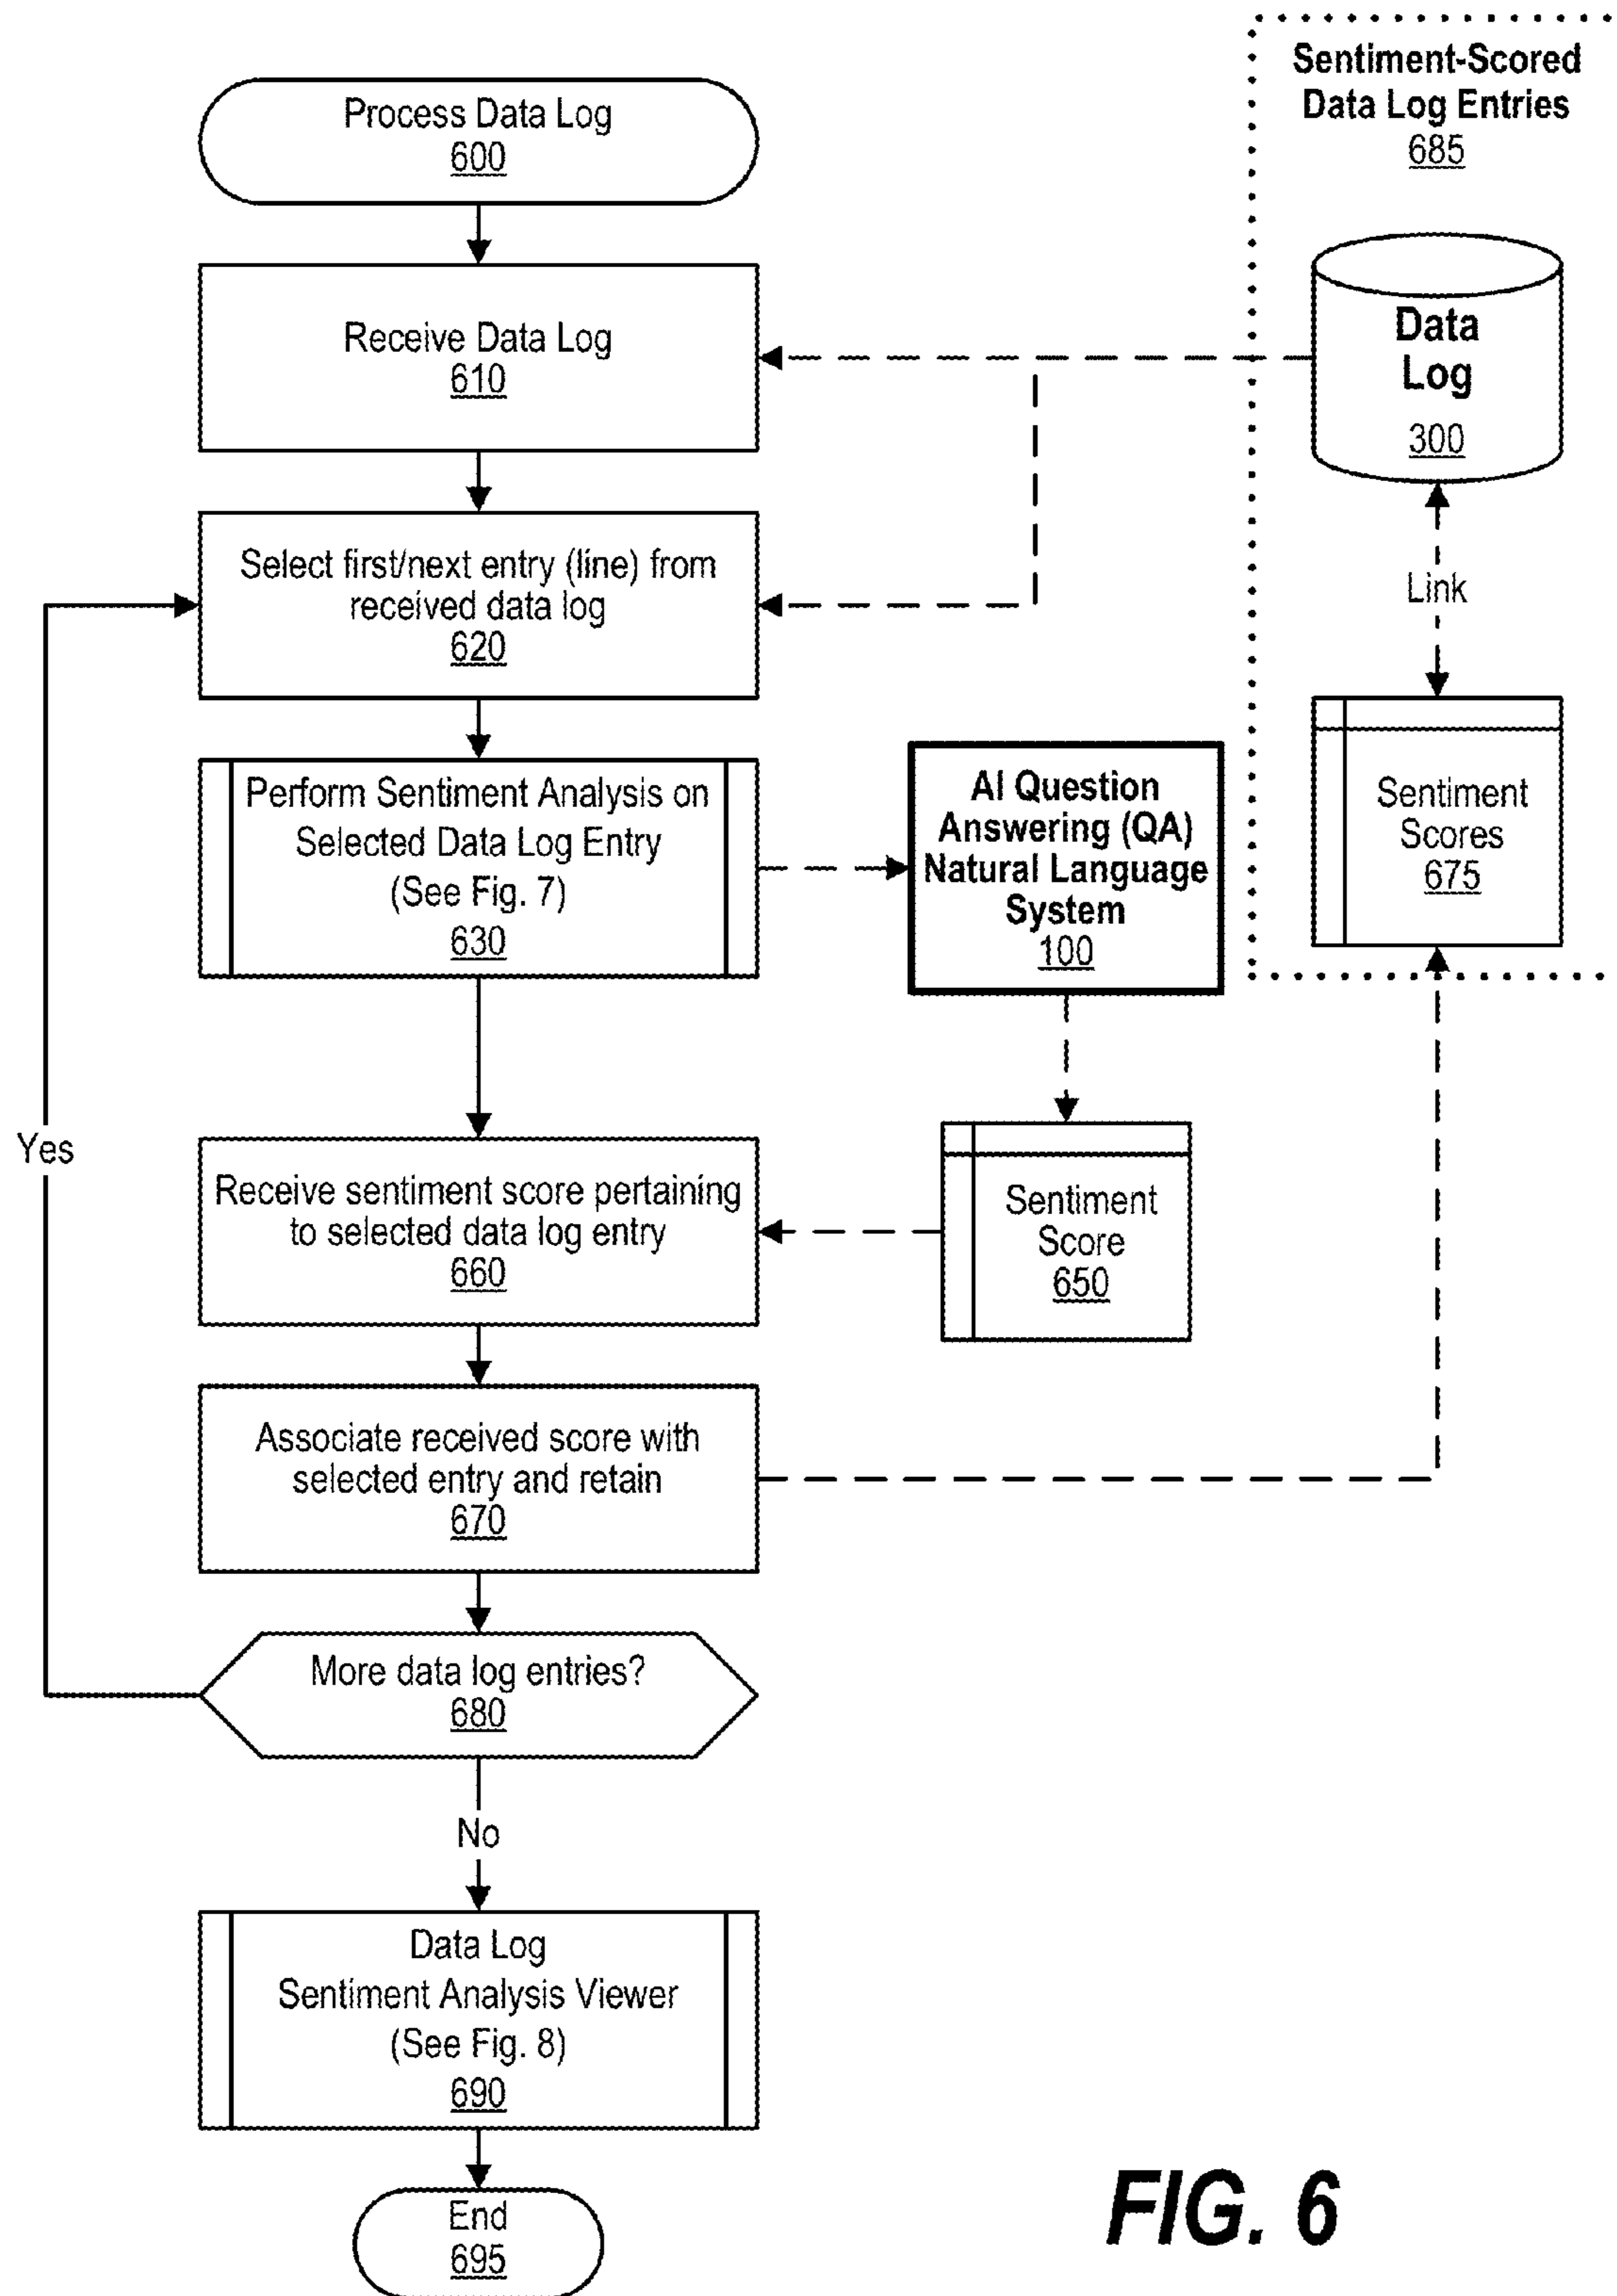 Process Data Log
600
Receive Data Log
610
Select first/next entry (line) from
received data log
620
Perform Sentiment Analysis on
Selected Data Log Entry
(See Fig. 7)
630
AI Question
Answering (QA)
Natural Language
System
100
Sentiment-Scored
Data Log Entries
685
Data
Log
300
Link
Sentiment
Scores
675
Yes
Receive sentiment score pertaining
to selected data log entry
660
Sentiment
Score
650
Associate received score with
selected entry and retain
670
More data log entries?
680
No
Data Log
Sentiment Analysis Viewer
(See Fig. 8)
690
End
695
FIG. 6